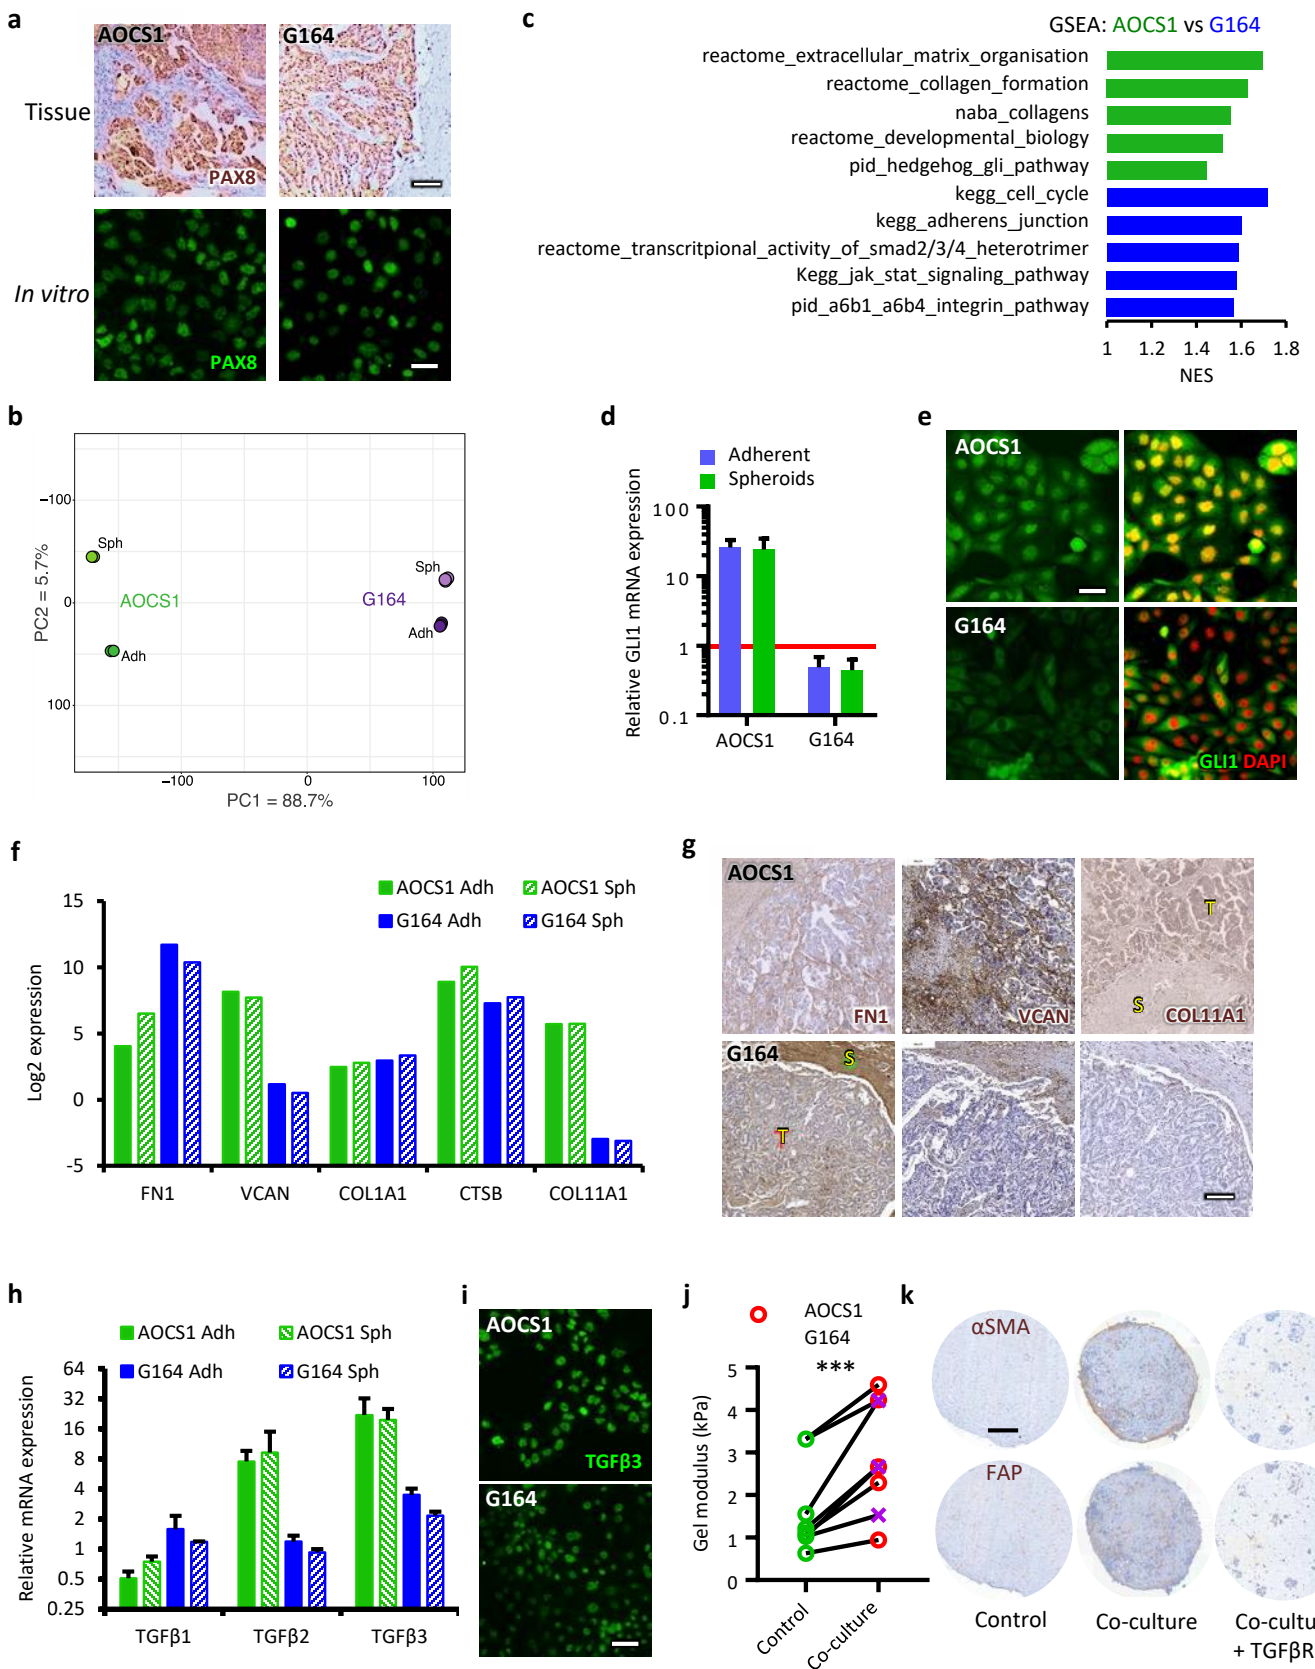 a
AOCS1
G164
Tissue
PAX8
In vitro
PAX8
c
GSEA: AOCS1 vs G164
reactome_extracellular_matrix_organisation
reactome_collagen_formation
naba_collagens
reactome_developmental_biology
pid_hedgehog_gli_pathway
kegg_cell_cycle
kegg_adherens_junction
reactome_transcritpional_activity_of_smad2/3/4_heterotrimer
Kegg_jak_stat_signaling_pathway
pid_a6b1_a6b4_integrin_pathway
1 1.2 1.4 1.6 1.8
NES
b
−100
0
100
PC2 = 5.7%
Sph
AOCS1
Adh
Sph
G164
Adh
−100 0 100
PC1 = 88.7%
d
Adherent
Spheroids
Relative GLI1 mRNA expression
100
10
1
0.1
AOCS1 G164
e
AOCS1
G164
GLI1 DAPI
f
AOCS1 Adh AOCS1 Sph
G164 Adh G164 Sph
Log2 expression
15
10
5
0
-5
FN1 VCAN COL1A1 CTSB COL11A1
g
AOCS1
FN1
VCAN
T
S
COL11A1
G164
S
T
h
AOCS1 Adh AOCS1 Sph
G164 Adh G164 Sph
Relative mRNA expression
64
32
16
8
4
2
1
0.5
0.25
TGFβ1 TGFβ2 TGFβ3
i
AOCS1
TGFβ3
G164
j
AOCS1
G164
***
Gel modulus (kPa)
5
4
3
2
1
0
Control
Co-culture
k
αSMA
FAP
Control
Co-culture
Co-cultu
+ TGFβR